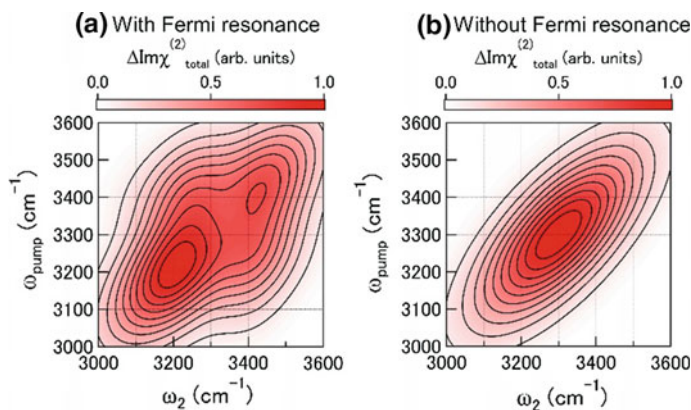 (a) With Fermi resonance
ΔImχ(2)total (arb. units)
0.0 0.5 1.0
3600
3500
3400
3300
3200
3100
3000
ωpump (cm-1)
3000 3200 3400 3600
ω2 (cm-1)
(b) Without Fermi resonance
ΔImχ(2)total (arb. units)
0.0 0.5 1.0
3600
3500
3400
3300
3200
3100
3000
ωpump (cm-1)
3000 3200 3400 3600
ω2 (cm-1)